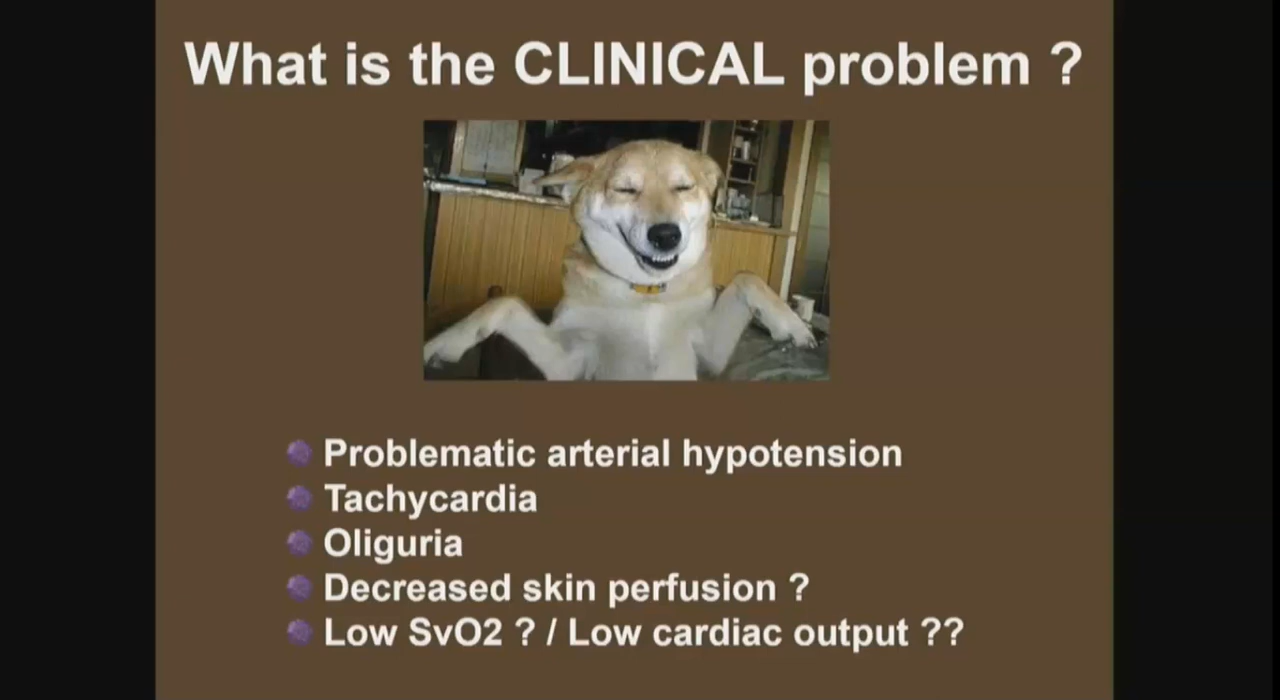 What is the CLINICAL problem ?
Problematic arterial hypotension
Tachycardia
Oliguria
Decreased skin perfusion ?
Low SvO2 ? / Low cardiac output ??